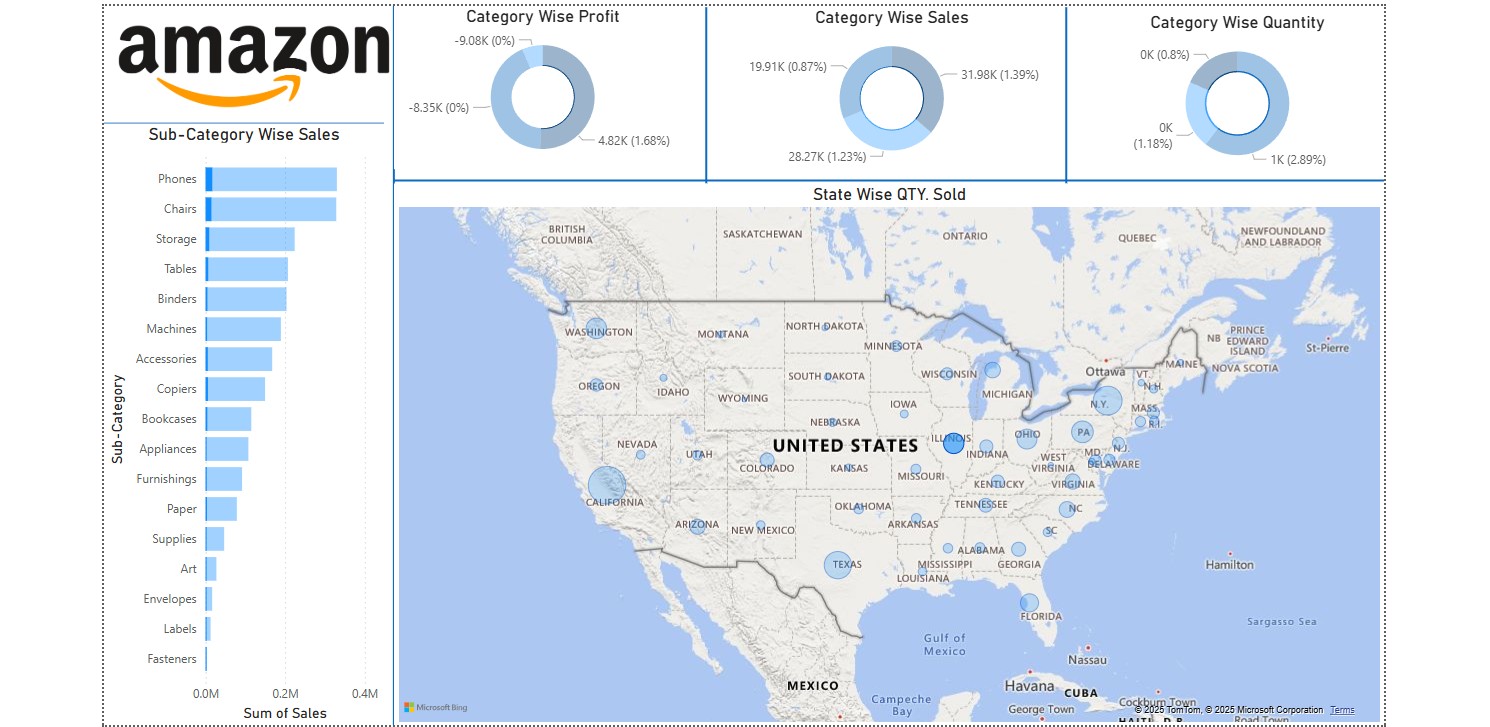 amazon
Category Wise Profit
-9.08K (0%)
-8.35K (0%)
4.82K (1.68%)
Category Wise Sales
19.91K (0.87%)
31.98K (1.39%)
28.27K (1.23%)
Category Wise Quantity
0K (0.8%)
0K
(1.18%)
1K (2.89%)
Sub-Category Wise Sales
Sub-Category
Phones
Chairs
Storage
Tables
Binders
Machines
Accessories
Copiers
Bookcases
Appliances
Furnishings
Paper
Supplies
Art
Envelopes
Labels
Fasteners
0.0M 0.2M 0.4M
Sum of Sales
State Wise QTY. Sold
BRITISH
COLUMBIA
SASKATCHEWAN
ONTARIO
QUEBEC
NEWFOUNDLAND
AND LABRADOR
WASHINGTON
MONTANA
NORTH DAKOTA
MINNESOTA
NB
PRINCE
EDWARD
ISLAND
St-Pierre
Ottawa
MAINE
NOVA SCOTIA
VT.
N.H.
OREGON
IDAHO
WYOMING
SOUTH DAKOTA
WISCONSIN
MICHIGAN
N.Y.
MASS.
R.I.
IOWA
NEBRASKA
UNITED STATES
ILLINOIS
INDIANA
OHIO
PA
N.J.
MD.
DELAWARE
NEVADA
UTAH
COLORADO
KANSAS
MISSOURI
WEST
VIRGINIA
VIRGINIA
KENTUCKY
CALIFORNIA
ARIZONA
NEW MEXICO
OKLAHOMA
ARKANSAS
TENNESSEE
NC
SC
TEXAS
LOUISIANA
MISSISSIPPI
ALABAMA
GEORGIA
FLORIDA
Hamilton
Sargasso Sea
Gulf of
Mexico
Nassau
MEXICO
Campeche
Bay
Havana
CUBA
George Town
Cockburn Town
Road Town
Microsoft Bing
© 2025 TomTom, © 2025 Microsoft Corporation Terms